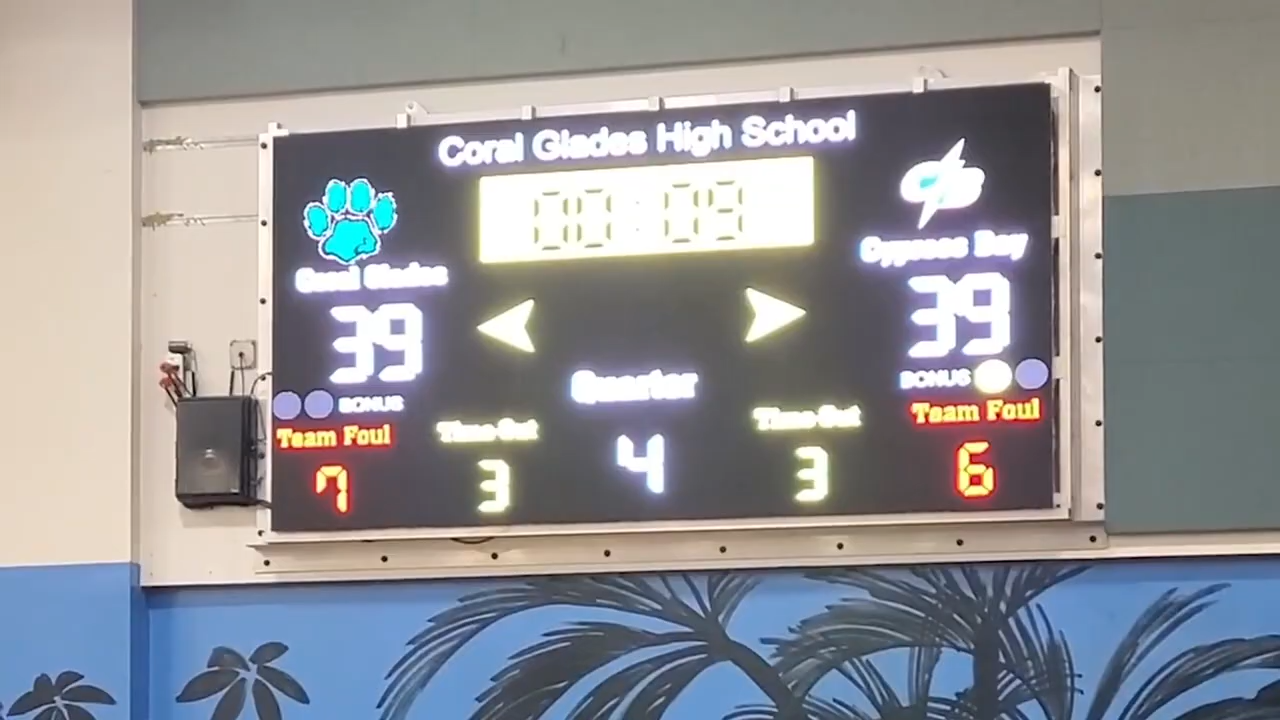 Coral Glades High School
00:09
CB
Coral Glades
Cypress Bay
39
39
BONUS
BONUS
Team Foul
Time Out
Quarter
Time Out
Team Foul
7
3
4
3
6